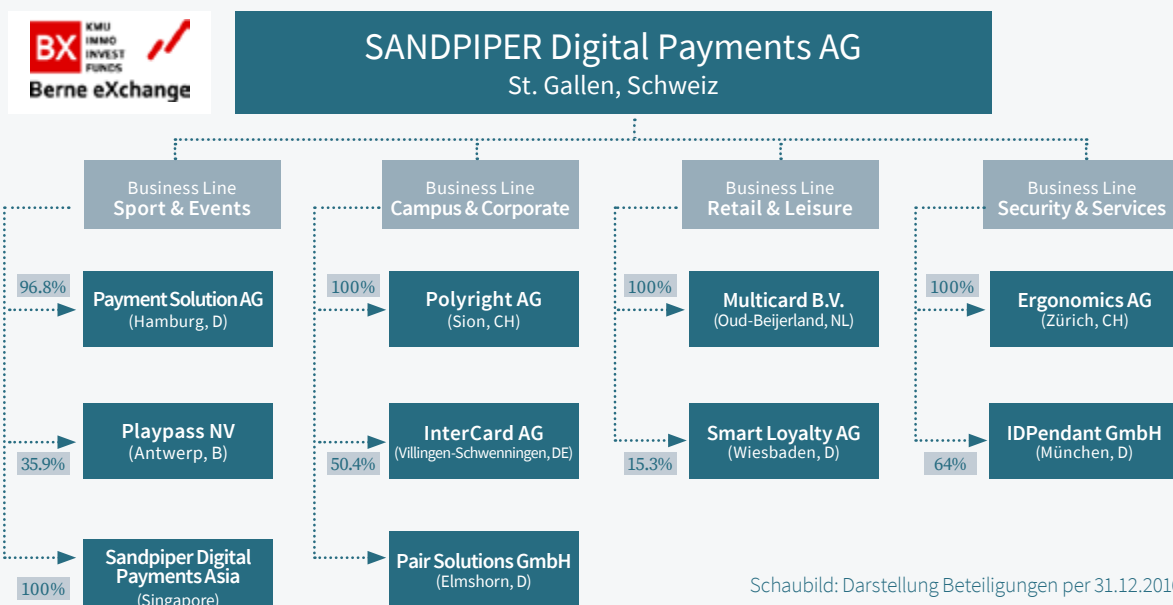 BX
KMU
IMMO
INVEST
FUNDS
Berne eXchange
SANDPIPER Digital Payments AG
St. Gallen, Schweiz
Business Line
Sport & Events
Business Line
Campus & Corporate
Business Line
Retail & Leisure
Business Line
Security & Services
96.8%
Payment Solution AG
(Hamburg, D)
100%
Polyright AG
(Sion, CH)
100%
Multicard B.V.
(Oud-Beijerland, NL)
100%
Ergonomics AG
(Zürich, CH)
35.9%
Playpass NV
(Antwerp, B)
50.4%
InterCard AG
(Villingen-Schwenningen, DE)
15.3%
Smart Loyalty AG
(Wiesbaden, D)
64%
IDPendant GmbH
(München, D)
100%
Sandpiper Digital
Payments Asia
(Singapore)
Pair Solutions GmbH
(Elmshorn, D)
Schaubild: Darstellung Beteiligungen per 31.12.2016